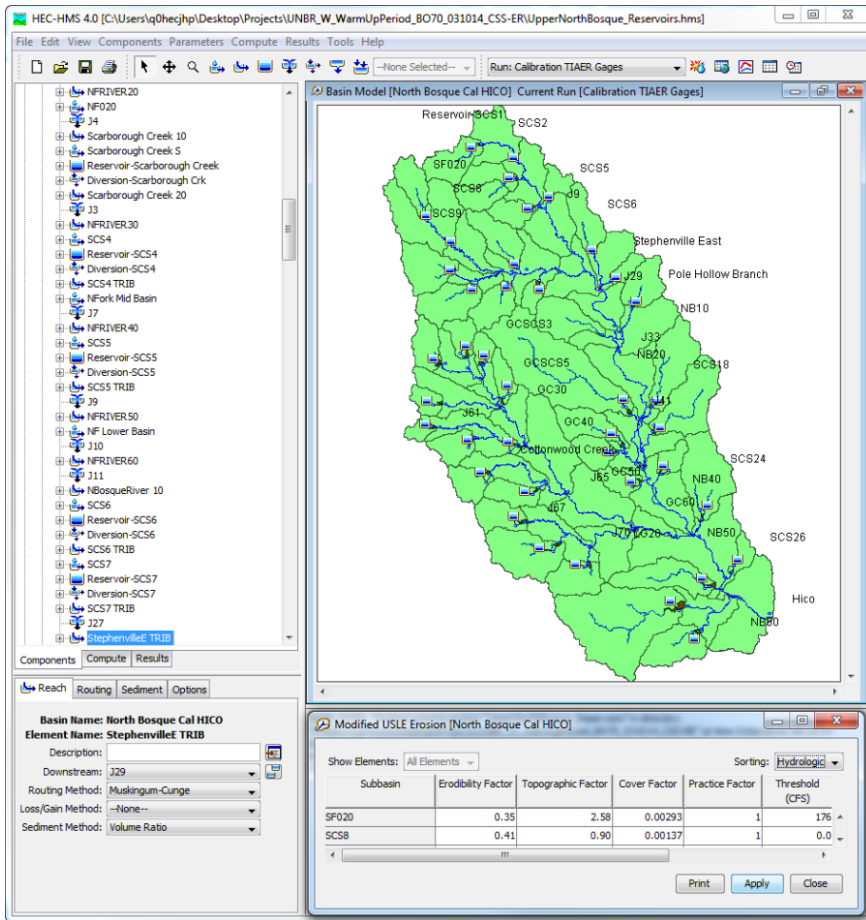 HEC-HMS 4.0 [C:\Users\q0hecjhp\Desktop\Projects\UNBR_W_WarmUpPeriod_BO70_031014_CSS-ER\UpperNorthBosque_Reservoirs.hms]
File Edit View Components Parameters Compute Results Tools Help
--None Selected-- Run: Calibration TIAER Gages
NFRIVER20
NF020
J4
Scarborough Creek 10
Scarborough Creek S
Reservoir-Scarborough Creek
Diversion-Scarborough Crk
Scarborough Creek 20
J3
NFRIVER30
SCS4
Reservoir-SCS4
Diversion-SCS4
SCS4 TRIB
NFork Mid Basin
J7
NFRIVER40
SCS5
Reservoir-SCS5
Diversion-SCS5
SCS5 TRIB
J9
NFRIVER50
NF Lower Basin
J10
NFRIVER60
J11
NBosqueRiver 10
SCS6
Reservoir-SCS6
Diversion-SCS6
SCS6 TRIB
SCS7
Reservoir-SCS7
Diversion-SCS7
SCS7 TRIB
J27
StephenvilleE TRIB
Components Compute Results
Reach Routing Sediment Options
Basin Name: North Bosque Cal HICO
Element Name: StephenvilleE TRIB
Description:
Downstream: J29
Routing Method: Muskingum-Cunge
Loss/Gain Method: --None--
Sediment Method: Volume Ratio
Basin Model [North Bosque Cal HICO] Current Run [Calibration TIAER Gages]
Reservoir-SCS1
SCS2
SF020
SCS5
SCS8
J9
SCS6
SCS9
Stephenville East
J29
Pole Hollow Branch
NB10
GCSCS3
J33
NB20
GCSCS5
SCS18
GC30
J41
J61
GC40
Cottonwood Creek
SCS24
GC50
J65
NB40
GC60
J67
J70
NB50
SCS26
Hico
NB80
Modified USLE Erosion [North Bosque Cal HICO]
Show Elements: All Elements Sorting: Hydrologic
Subbasin Erodibility Factor Topographic Factor Cover Factor Practice Factor Threshold
(CFS)
SF020 0.35 2.58 0.00293 1 176
SCS8 0.41 0.90 0.00137 1 0.0
Print Apply Close